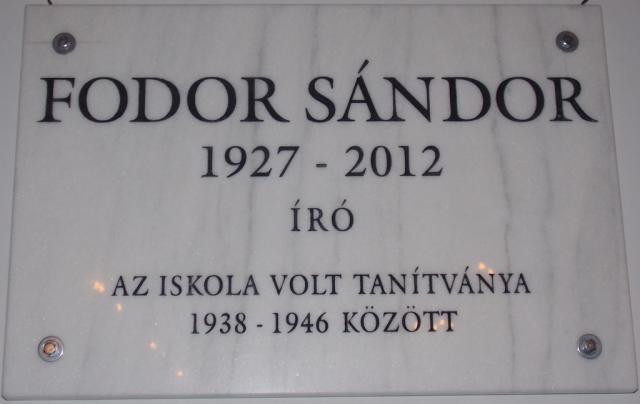 FODOR SÁNDOR
1927 - 2012
ÍRÓ
AZ ISKOLA VOLT TANÍTVÁNYA
1938 - 1946 KÖZÖTT